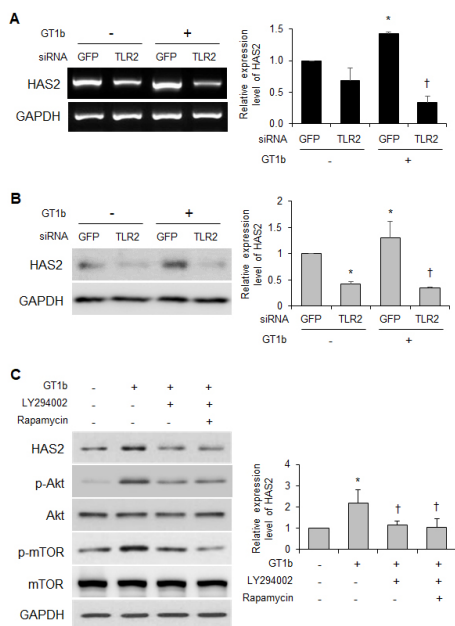 A
GT1b - +
siRNA GFP TLR2 GFP TLR2
HAS2
GAPDH
Relative expression
level of HAS2
1.5
1.0
0.5
0.0
*
†
siRNA GFP TLR2 GFP TLR2
GT1b - +
B
GT1b - +
siRNA GFP TLR2 GFP TLR2
HAS2
GAPDH
Relative expression
level of HAS2
2
1.5
1
0.5
0
* * †
siRNA GFP TLR2 GFP TLR2
GT1b - +
C
GT1b - + + +
LY294002 - - + +
Rapamycin - - - +
HAS2
p-Akt
Akt
p-mTOR
mTOR
GAPDH
Relative expression
level of HAS2
4
3
2
1
0
* † †
GT1b - + + +
LY294002 - - + +
Rapamycin - - - +